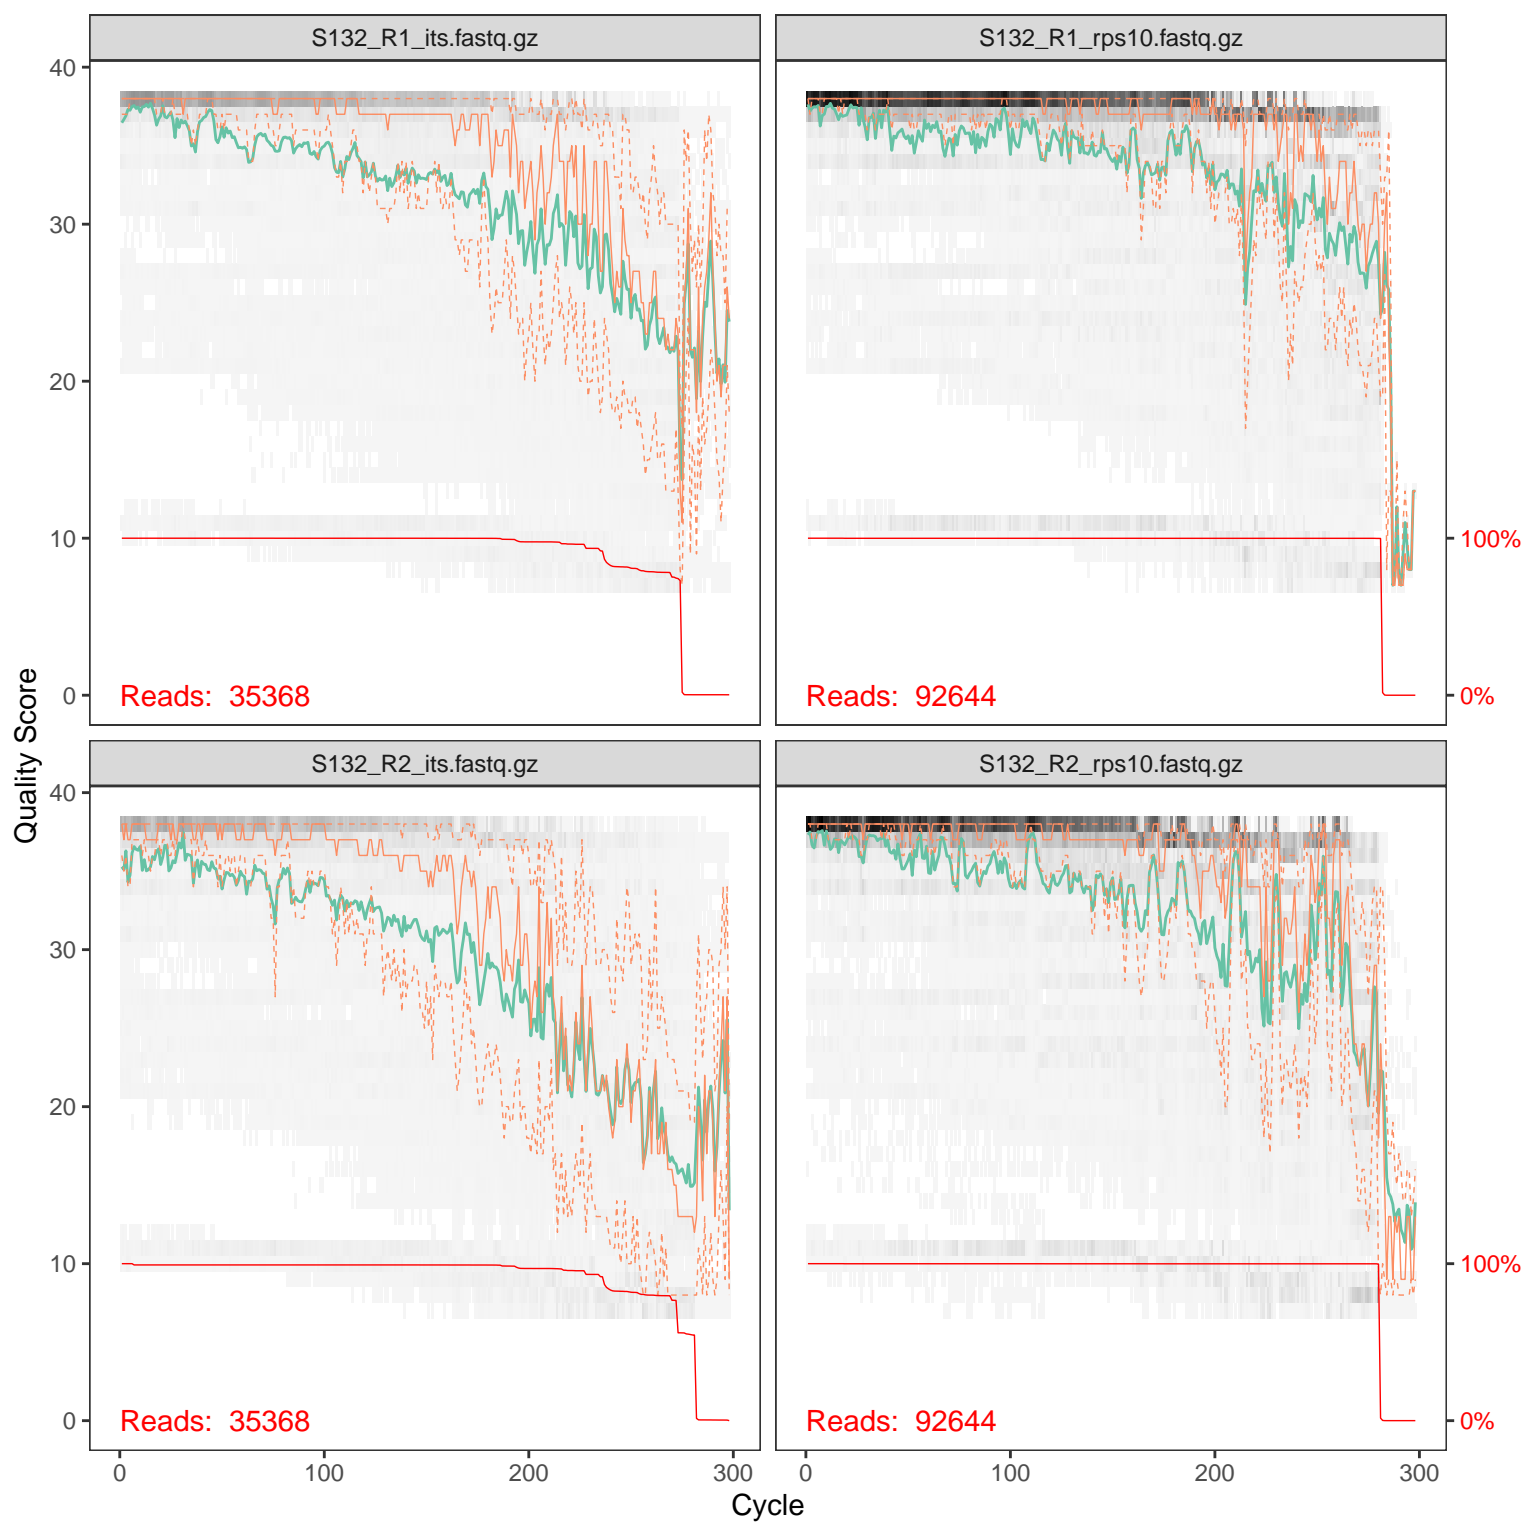 S132_R1_its.fastq.gz
S132_R1_rps10.fastq.gz
40
30
20
10
0
100%
0%
Reads: 35368
Reads: 92644
Quality Score
S132_R2_its.fastq.gz
S132_R2_rps10.fastq.gz
40
30
20
10
0
100%
0%
Reads: 35368
Reads: 92644
0 100 200 300
0 100 200 300
Cycle